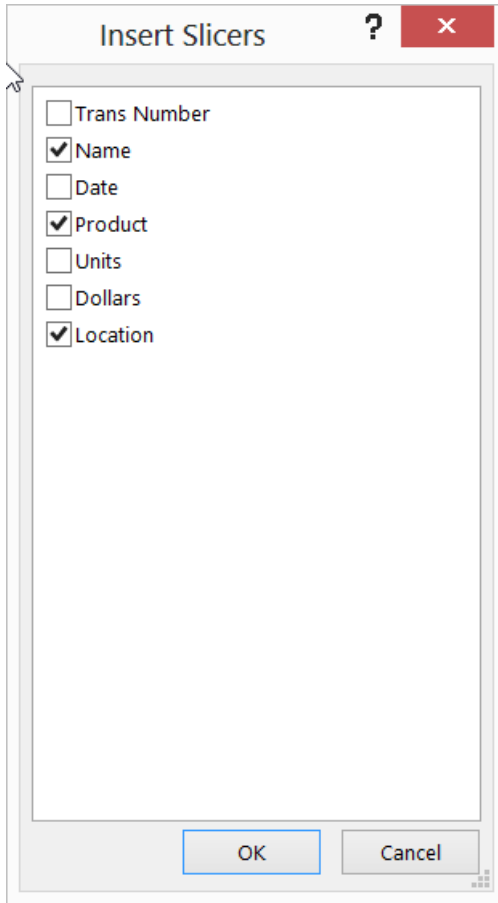 Insert Slicers ?
Trans Number
Name
Date
Product
Units
Dollars
Location
OK Cancel